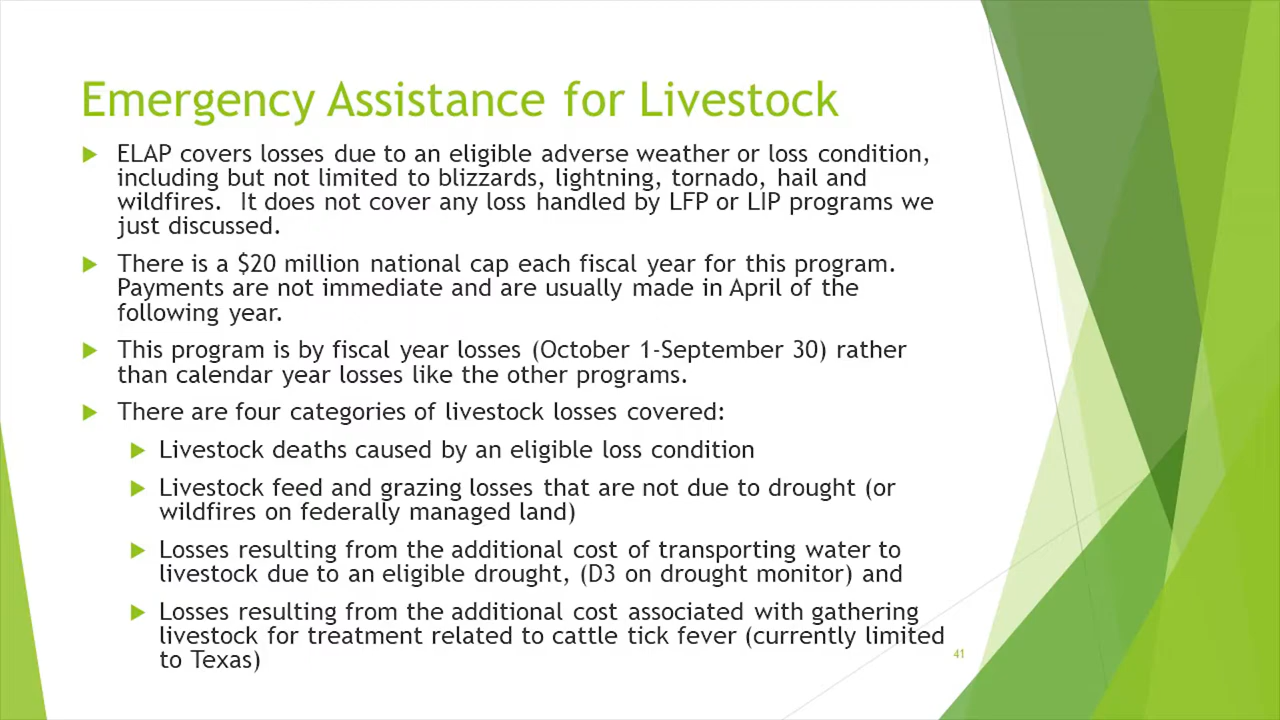 Emergency Assistance for Livestock
ELAP covers losses due to an eligible adverse weather or loss condition,
including but not limited to blizzards, lightning, tornado, hail and
wildfires.  It does not cover any loss handled by LFP or LIP programs we
just discussed.
There is a $20 million national cap each fiscal year for this program.
Payments are not immediate and are usually made in April of the
following year.
This program is by fiscal year losses (October 1-September 30) rather
than calendar year losses like the other programs.
There are four categories of livestock losses covered:
Livestock deaths caused by an eligible loss condition
Livestock feed and grazing losses that are not due to drought (or
wildfires on federally managed land)
Losses resulting from the additional cost of transporting water to
livestock due to an eligible drought, (D3 on drought monitor) and
Losses resulting from the additional cost associated with gathering
livestock for treatment related to cattle tick fever (currently limited
to Texas)
41